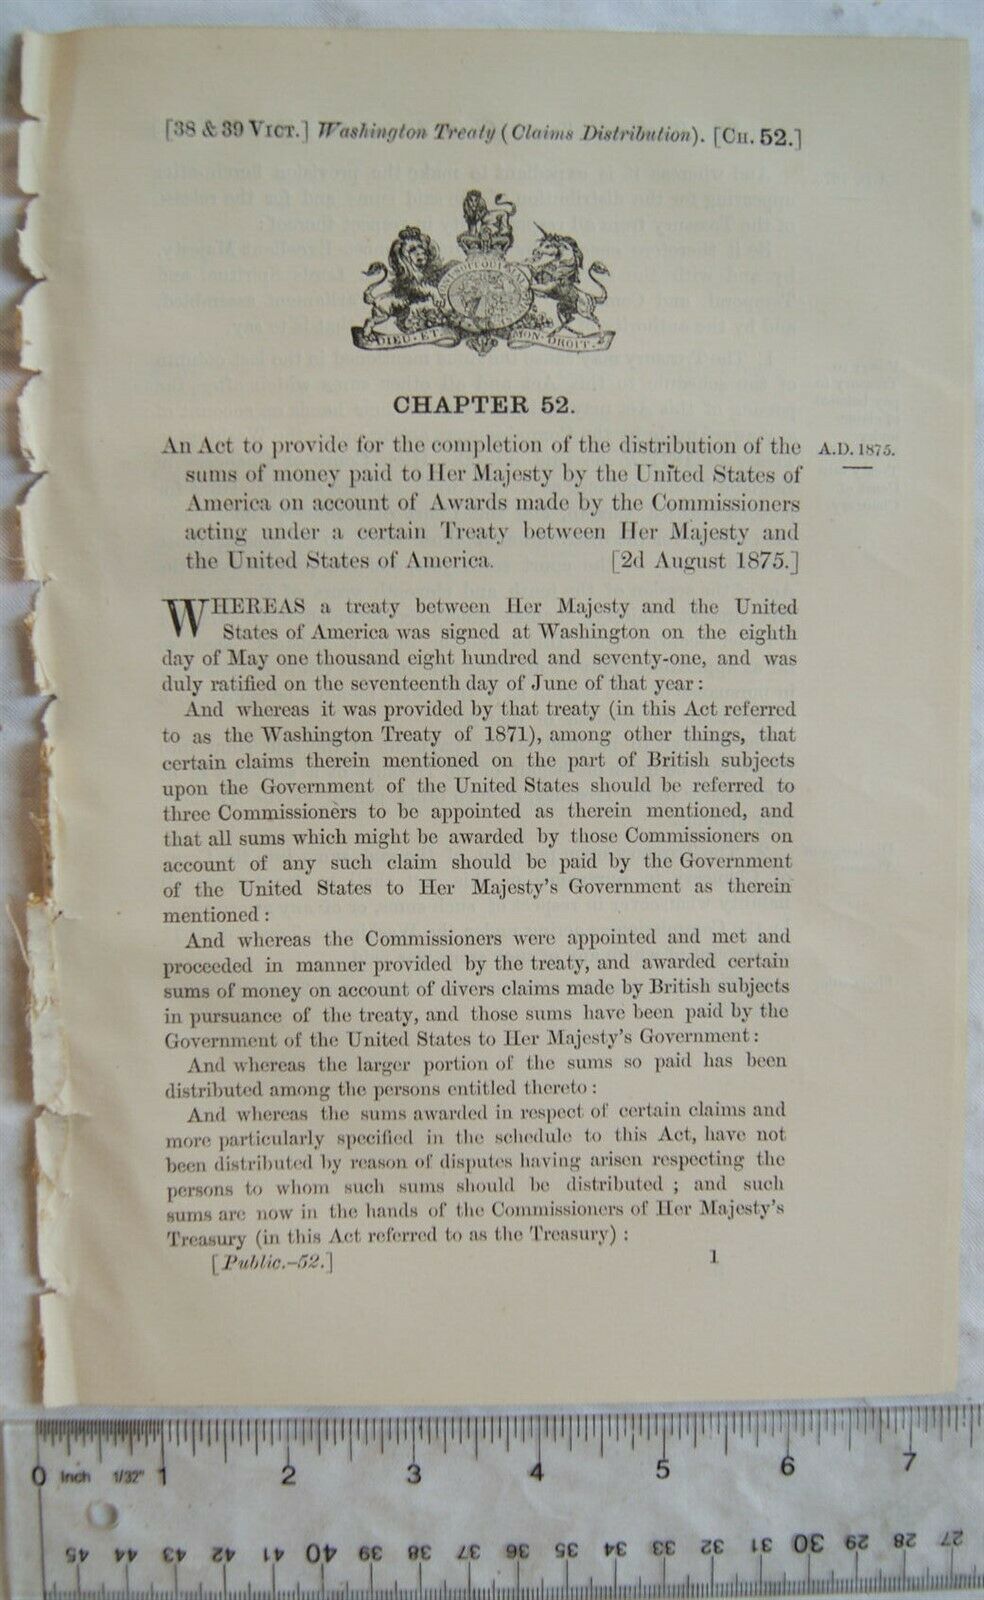 [38 & 39 VICT.] Washington Treaty (Claims Distribution). [CH. 52.]
DIEU ET MON DROIT.
CHAPTER 52.
An Act to provide for the completion of the distribution of the
sums of money paid to Her Majesty by the United States of
America on account of Awards made by the Commissioners
acting under a certain Treaty between Her Majesty and
the United States of America. [2d August 1875.]
A.D. 1875.
WHEREAS a treaty between Her Majesty and the United
States of America was signed at Washington on the eighth
day of May one thousand eight hundred and seventy-one, and was
duly ratified on the seventeenth day of June of that year:
And whereas it was provided by that treaty (in this Act referred
to as the Washington Treaty of 1871), among other things, that
certain claims therein mentioned on the part of British subjects
upon the Government of the United States should be referred to
three Commissioners to be appointed as therein mentioned, and
that all sums which might be awarded by those Commissioners on
account of any such claim should be paid by the Government
of the United States to Her Majesty's Government as therein
mentioned:
And whereas the Commissioners were appointed and met and
proceeded in manner provided by the treaty, and awarded certain
sums of money on account of divers claims made by British subjects
in pursuance of the treaty, and those sums have been paid by the
Government of the United States to Her Majesty's Government:
And whereas the larger portion of the sums so paid has been
distributed among the persons entitled thereto:
And whereas the sums awarded in respect of certain claims and
more particularly specified in the schedule to this Act, have not
been distributed by reason of disputes having arisen respecting the
persons to whom such sums should be distributed; and such
sums are now in the hands of the Commissioners of Her Majesty's
Treasury (in this Act referred to as the Treasury):
[Public.-52.] 1
0 Inch 1/32" 1 2 3 4 5 6 7
45 44 43 42 41 40 39 38 37 36 35 34 33 32 31 30 29 28 27